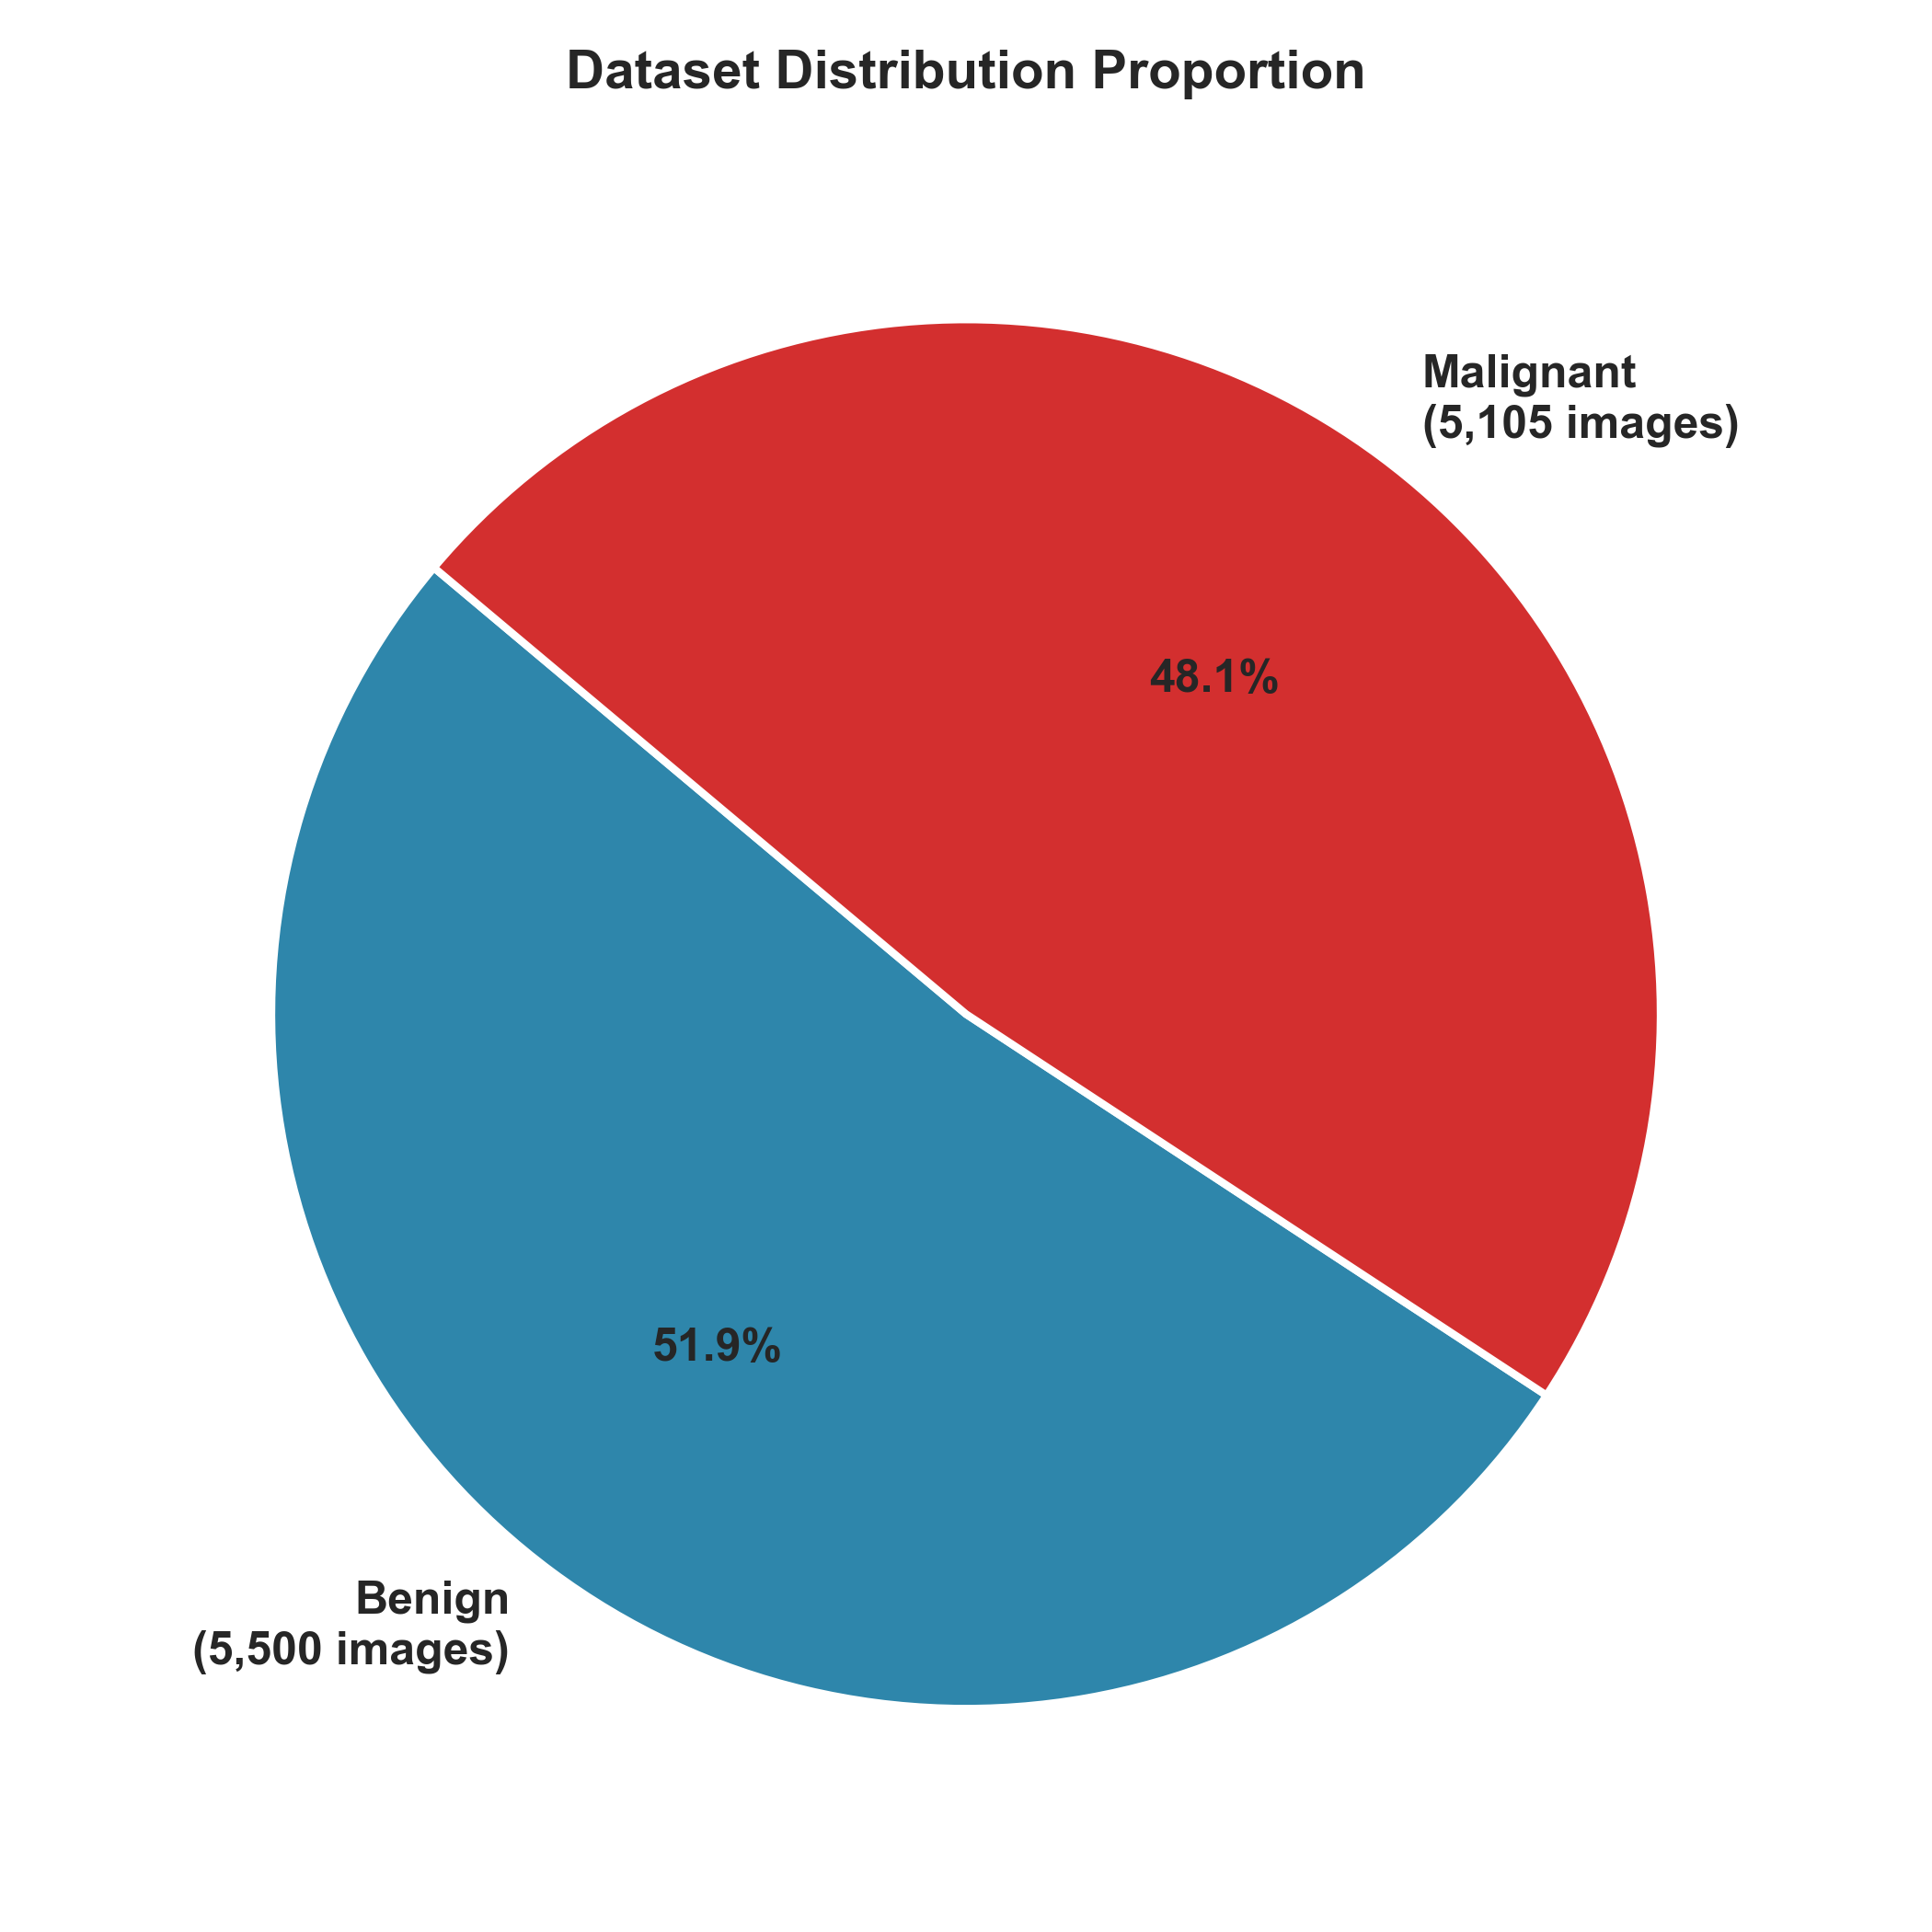 Dataset Distribution Proportion
Malignant
(5,105 images)
48.1%
51.9%
Benign
(5,500 images)